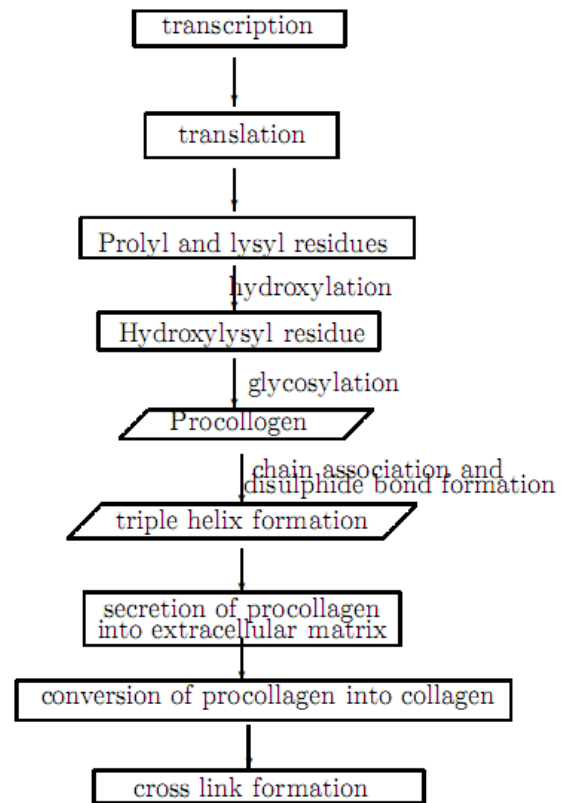 transcription
translation
Prolyl and lysyl residues
hydroxylation
Hydroxylysyl residue
glycosylation
Procollogen
chain association and
disulphide bond formation
triple helix formation
secretion of procollagen
into extracellular matrix
conversion of procollagen into collagen
cross link formation